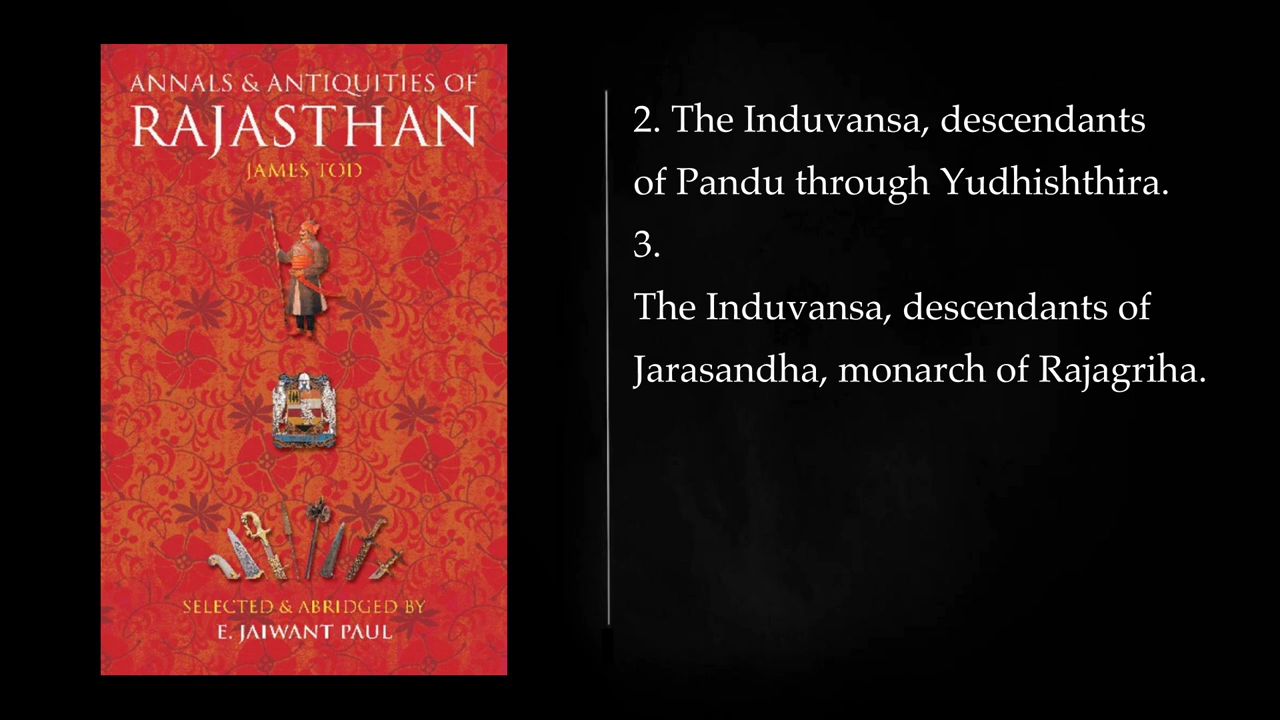 ANNALS & ANTIQUITIES OF
RAJASTHAN
JAMES TOD
SELECTED & ABRIDGED BY
E. JAIWANT PAUL
2. The Induvansa, descendants
of Pandu through Yudhishthira.
3.
The Induvansa, descendants of
Jarasandha, monarch of Rajagriha.